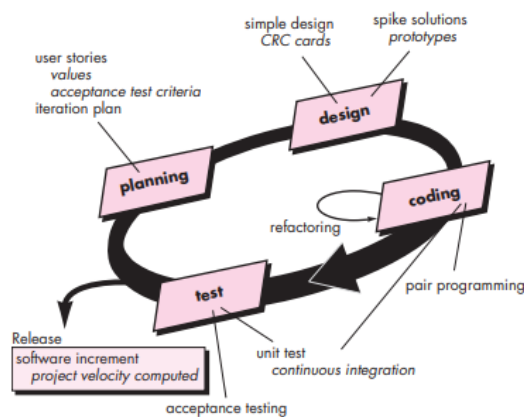 simple design
CRC cards
spike solutions
prototypes
user stories
values
acceptance test criteria
iteration plan
design
planning
coding
refactoring
test
pair programming
Release
software increment
project velocity computed
unit test
continuous integration
acceptance testing